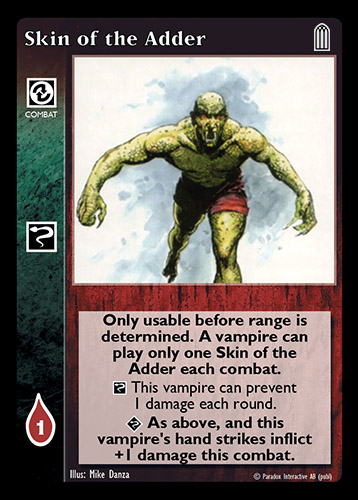 Skin of the Adder
COMBAT
Only usable before range is
determined. A vampire can
play only one Skin of the
Adder each combat.
This vampire can prevent
1 damage each round.
As above, and this
vampire's hand strikes inflict
+1 damage this combat.
1
Illus: Mike Danza
© Paradox Interactive AB (publ)